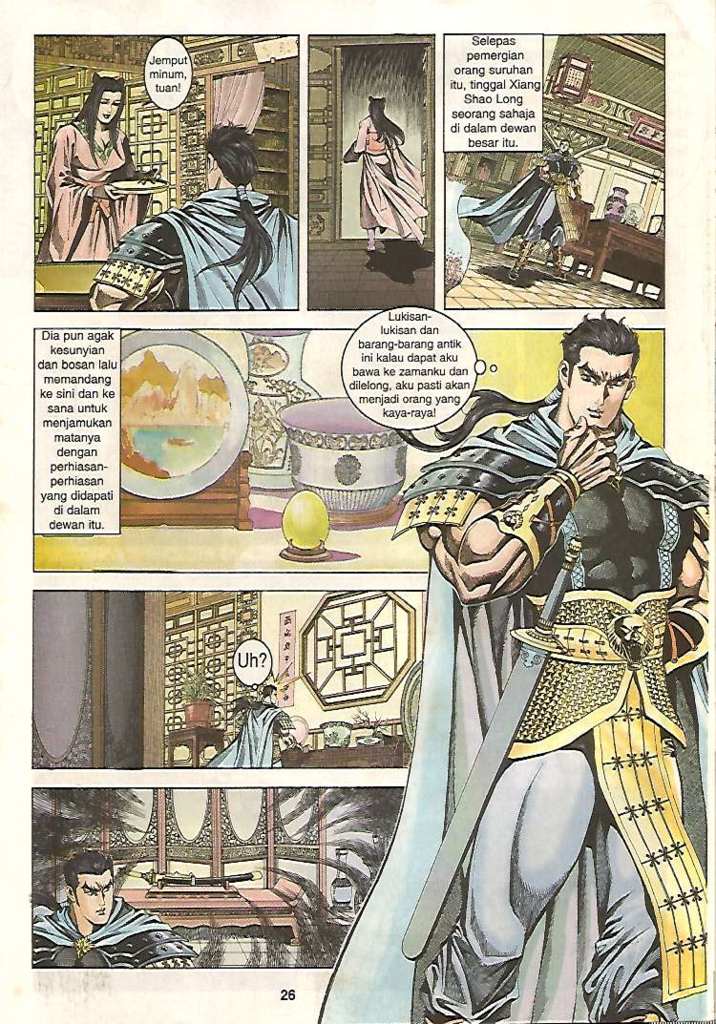 Jemput
minum,
tuan!
Selepas
pemergian
orang suruhan
itu, tinggal Xiang
Shao Long
seorang sahaja
di dalam dewan
besar itu.
Dia pun agak
kesunyian
dan bosan lalu
memandang
ke sini dan ke
sana untuk
menjamukan
matanya
dengan
perhiasan-
perhiasan
yang didapati
di dalam
dewan itu.
Lukisan-
lukisan dan
barang-barang antik
ini kalau dapat aku
bawa ke zamanku dan
dilelong, aku pasti akan
menjadi orang yang
kaya-raya!
Uh?
26